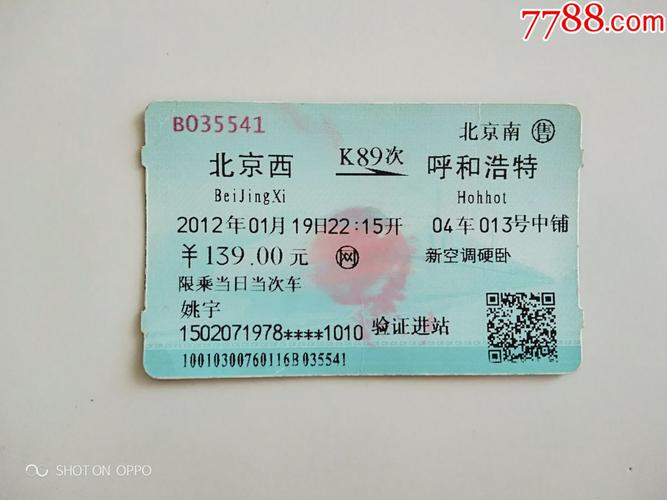 7788.com
B035541
北京南 售
北京西 K89次 呼和浩特
BeiJingXi Hohhot
2012年01月19日22:15开 04车013号中铺
￥139.00元 网 新空调硬卧
限乘当日当次车
姚宇
1502071978****1010 验证进站
10010300760116B035541
SHOT ON OPPO